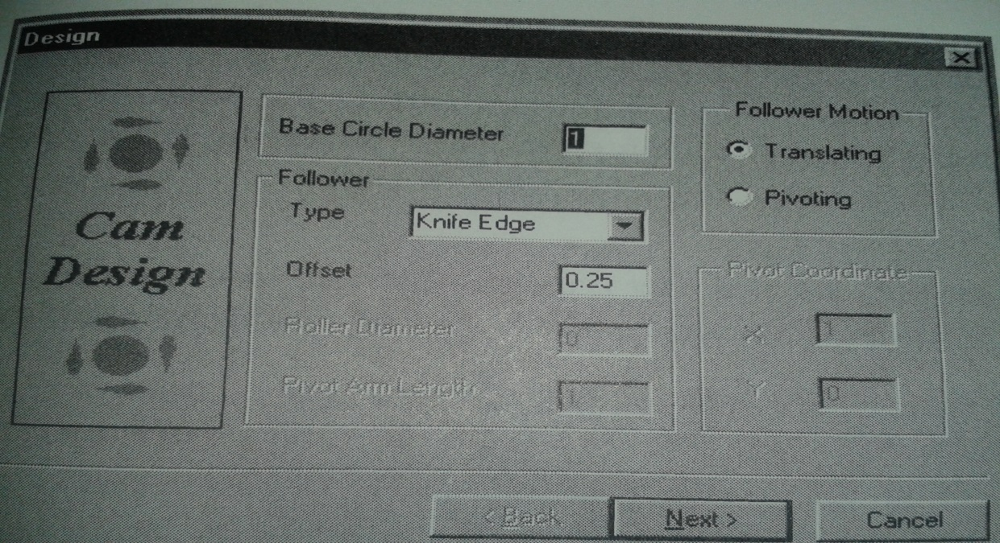 Design
Cam
Design
Base Circle Diameter 1
Follower
Type Knife Edge
Offset 0.25
Roller Diameter 0
Pivot Arm Length 1
Follower Motion
Translating
Pivoting
Pivot Coordinate
X 1
Y 0
< Back Next > Cancel